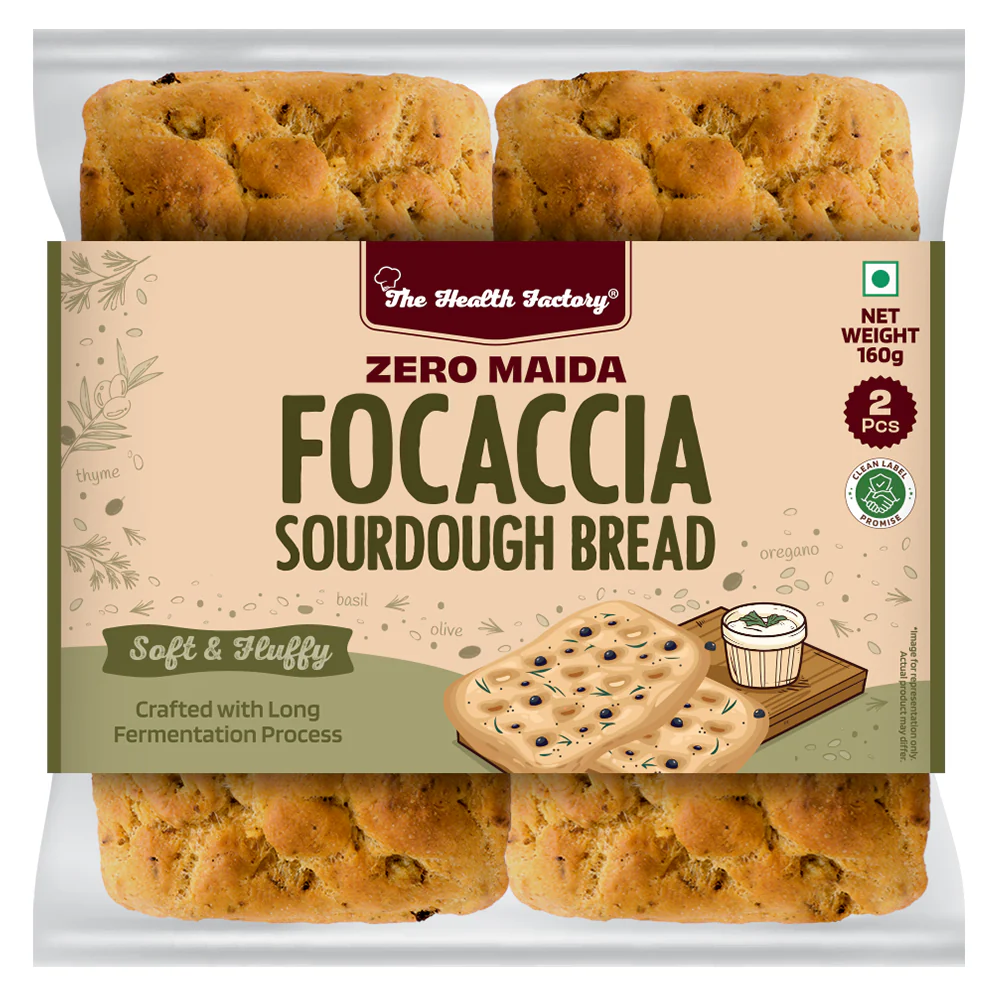 The Health Factory®
ZERO MAIDA
FOCACCIA
SOURDOUGH BREAD
NET
WEIGHT
160g
2
Pcs
CLEAN LABEL
PROMISE
thyme
oregano
basil
olive
Soft & Fluffy
Crafted with Long
Fermentation Process
*Image for representation only.
Actual product may differ.